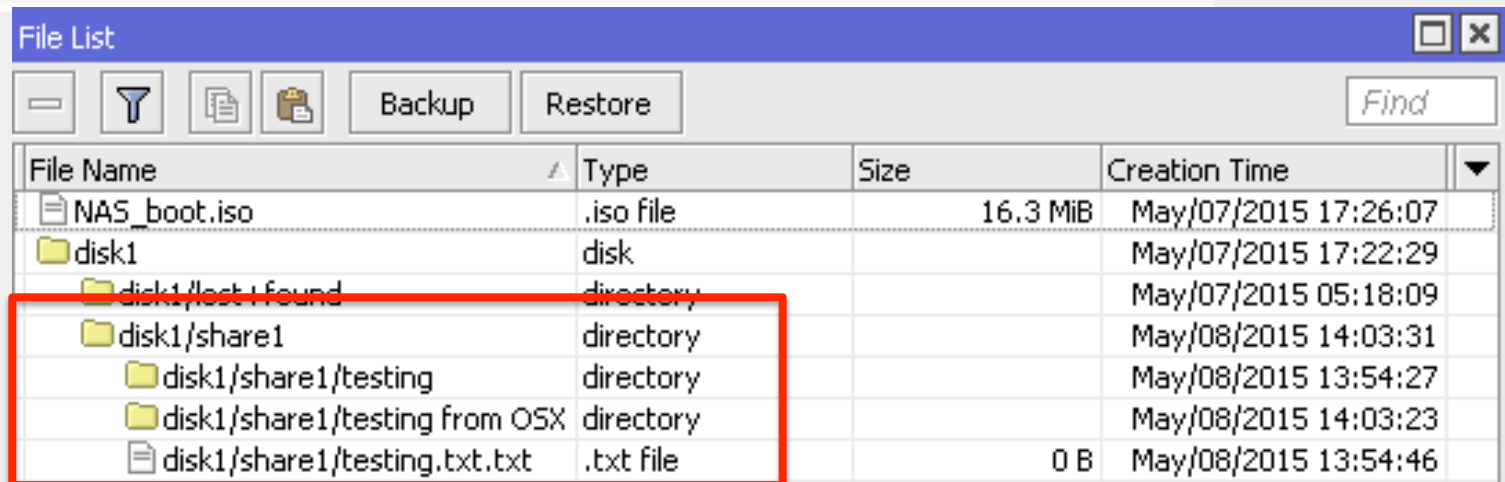 File List
Backup Restore Find
File Name Type Size Creation Time
NAS_boot.iso .iso file 16.3 MiB May/07/2015 17:26:07
disk1 disk May/07/2015 17:22:29
disk1/lost+found directory May/07/2015 05:18:09
disk1/share1 directory May/08/2015 14:03:31
disk1/share1/testing directory May/08/2015 13:54:27
disk1/share1/testing from OSX directory May/08/2015 14:03:23
disk1/share1/testing.txt.txt .txt file 0 B May/08/2015 13:54:46